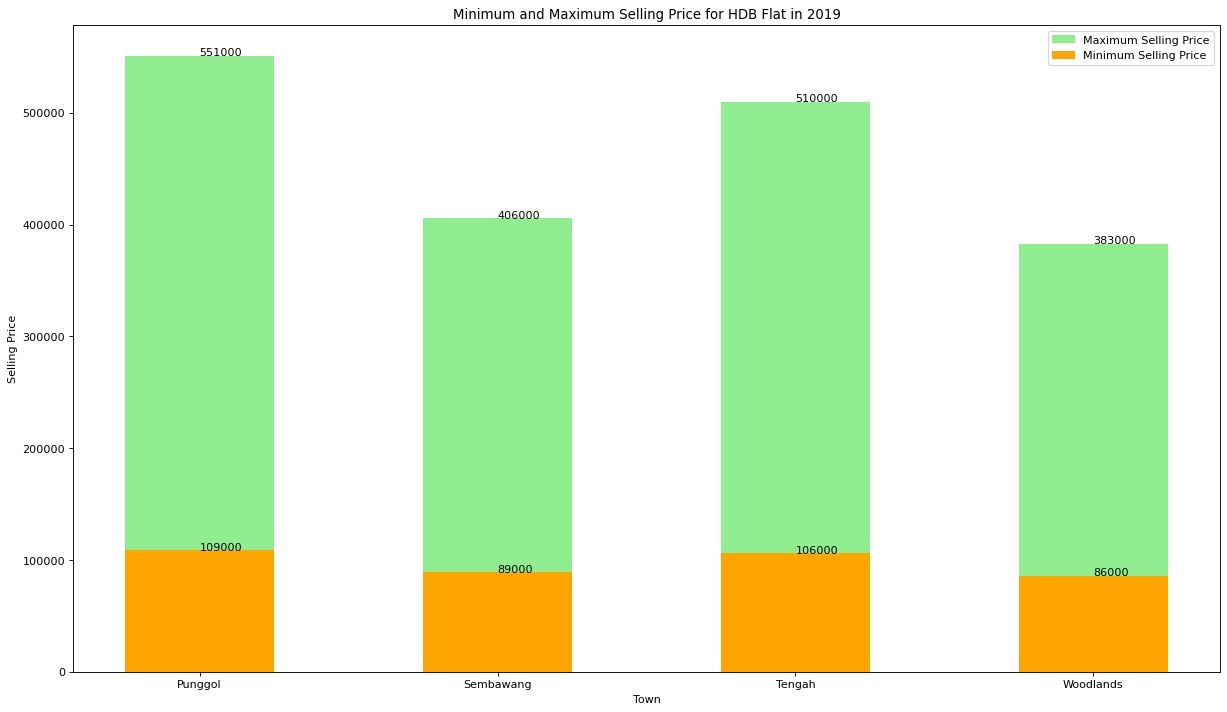 Minimum and Maximum Selling Price for HDB Flat in 2019
Maximum Selling Price
Minimum Selling Price
551000
510000
406000
383000
109000
89000
106000
86000
500000
400000
300000
200000
100000
0
Selling Price
Punggol
Sembawang
Tengah
Woodlands
Town